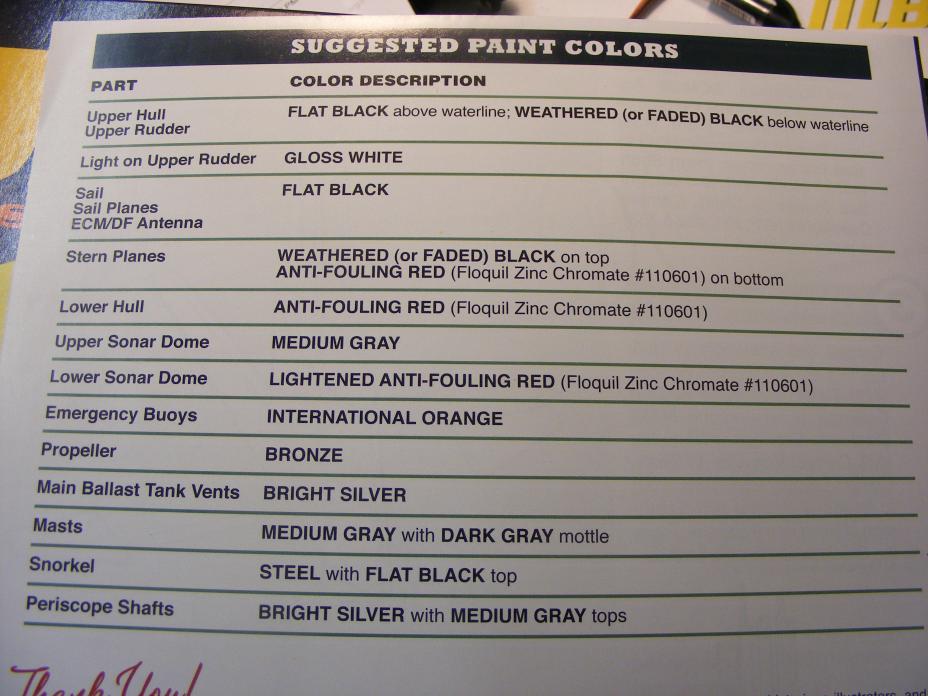 SUGGESTED PAINT COLORS
PART COLOR DESCRIPTION
Upper Hull FLAT BLACK above waterline; WEATHERED (or FADED) BLACK below waterline
Upper Rudder
Light on Upper Rudder GLOSS WHITE
Sail FLAT BLACK
Sail Planes
ECM/DF Antenna
Stern Planes WEATHERED (or FADED) BLACK on top
ANTI-FOULING RED (Floquil Zinc Chromate #110601) on bottom
Lower Hull ANTI-FOULING RED (Floquil Zinc Chromate #110601)
Upper Sonar Dome MEDIUM GRAY
Lower Sonar Dome LIGHTENED ANTI-FOULING RED (Floquil Zinc Chromate #110601)
Emergency Buoys INTERNATIONAL ORANGE
Propeller BRONZE
Main Ballast Tank Vents BRIGHT SILVER
Masts MEDIUM GRAY with DARK GRAY mottle
Snorkel STEEL with FLAT BLACK top
Periscope Shafts BRIGHT SILVER with MEDIUM GRAY tops
Thank You!